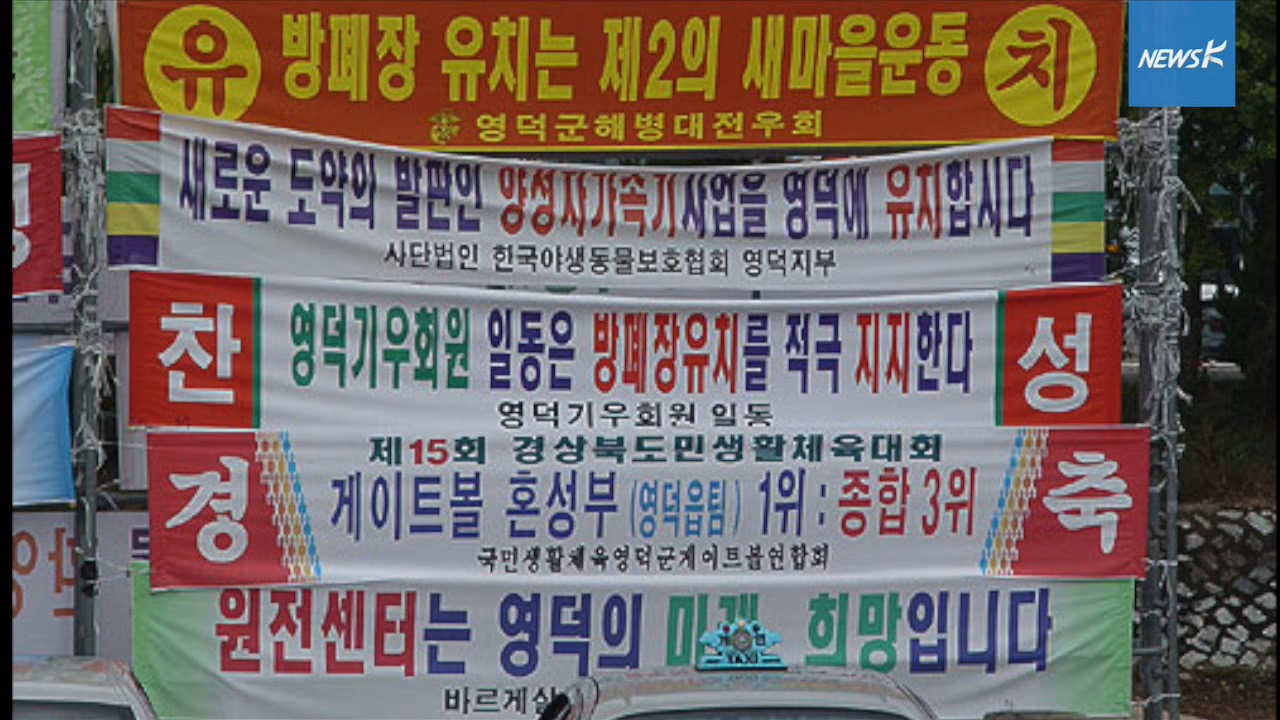 NEWSK
유 방폐장 유치는 제2의 새마을운동 치
영덕군해병대전우회
새로운 도약의 발판인 양성자가속기사업을 영덕에 유치합시다
사단법인 한국야생동물보호협회 영덕지부
찬 영덕기우회원 일동은 방폐장유치를 적극 지지한다 성
영덕기우회원 일동
제15회 경상북도민생활체육대회
경 게이트볼 혼성부 (영덕읍팀) 1위 : 종합 3위 축
국민생활체육영덕군게이트볼연합회
원전센터는 영덕의 미래 희망입니다
바르게살